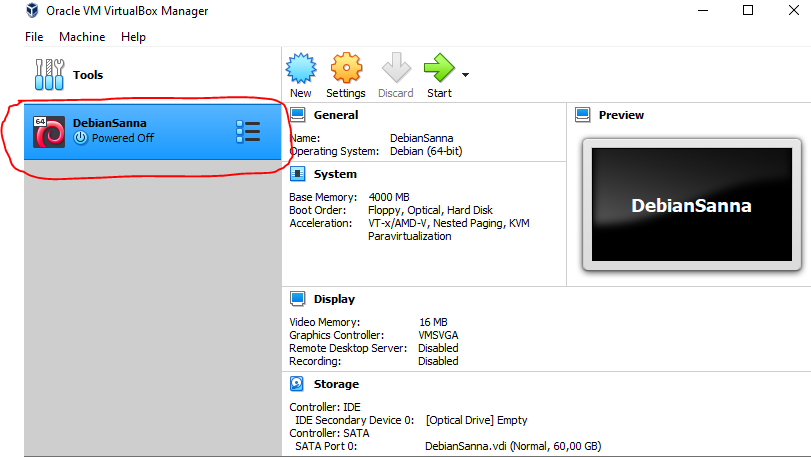 Oracle VM VirtualBox Manager
File Machine Help
Tools
New Settings Discard Start
64 DebianSanna
Powered Off
General
Name: DebianSanna
Operating System: Debian (64-bit)
System
Base Memory: 4000 MB
Boot Order: Floppy, Optical, Hard Disk
Acceleration: VT-x/AMD-V, Nested Paging, KVM
Paravirtualization
Preview
DebianSanna
Display
Video Memory: 16 MB
Graphics Controller: VMSVGA
Remote Desktop Server: Disabled
Recording: Disabled
Storage
Controller: IDE
IDE Secondary Device 0: [Optical Drive] Empty
Controller: SATA
SATA Port 0: DebianSanna.vdi (Normal, 60,00 GB)